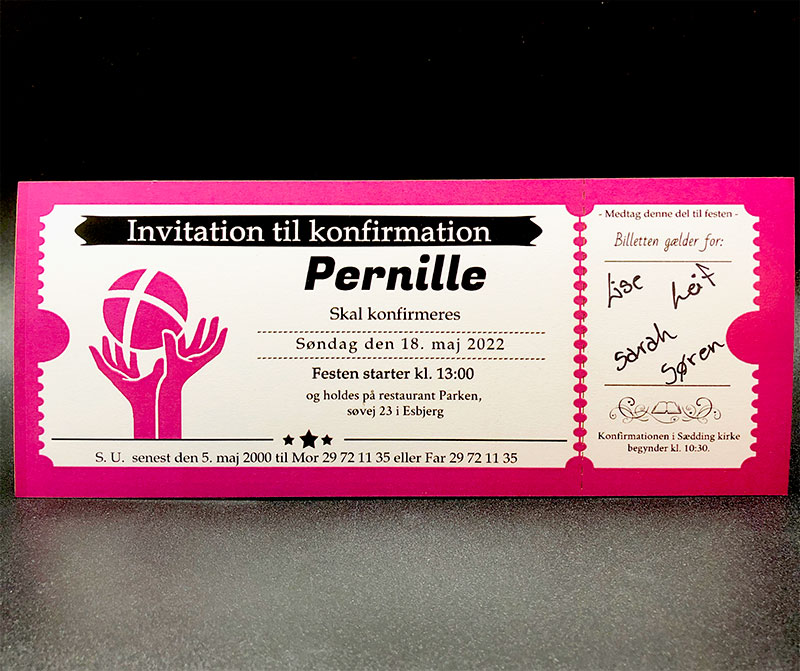 Invitation til konfirmation
Pernille
Skal konfirmeres
Søndag den 18. maj 2022
Festen starter kl. 13:00
og holdes på restaurant Parken,
søvej 23 i Esbjerg
S. U. senest den 5. maj 2000 til Mor 29 72 11 35 eller Far 29 72 11 35
- Medtag denne del til festen -
Billetten gælder for:
Lise Leif
Sarah
Søren
Konfirmationen i Sædding kirke
begynder kl. 10:30.